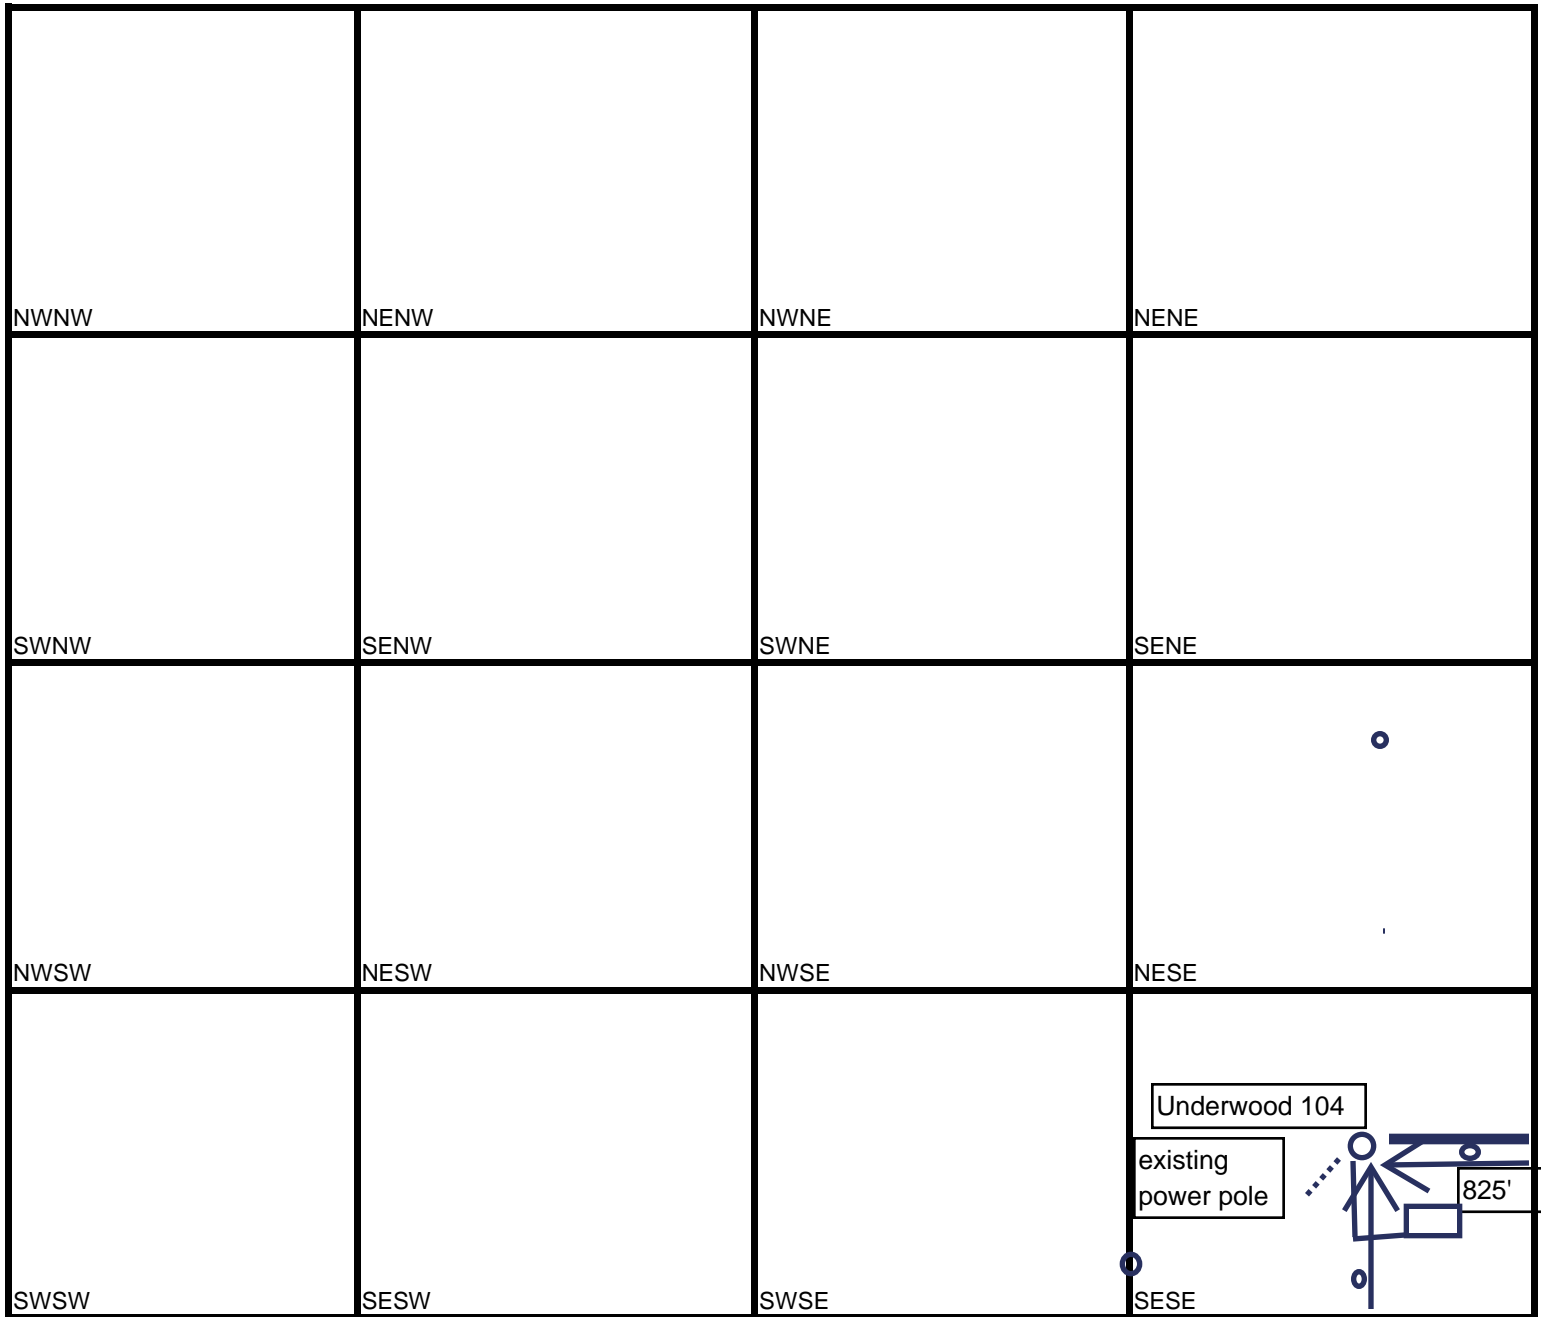 NWNW NENW NWNE NENE
SWNW SENW SWNE SENE
NWSW NESW NWSE NESE
Underwood 104
existing
power pole
825'
SWSW SESW SWSE SESE